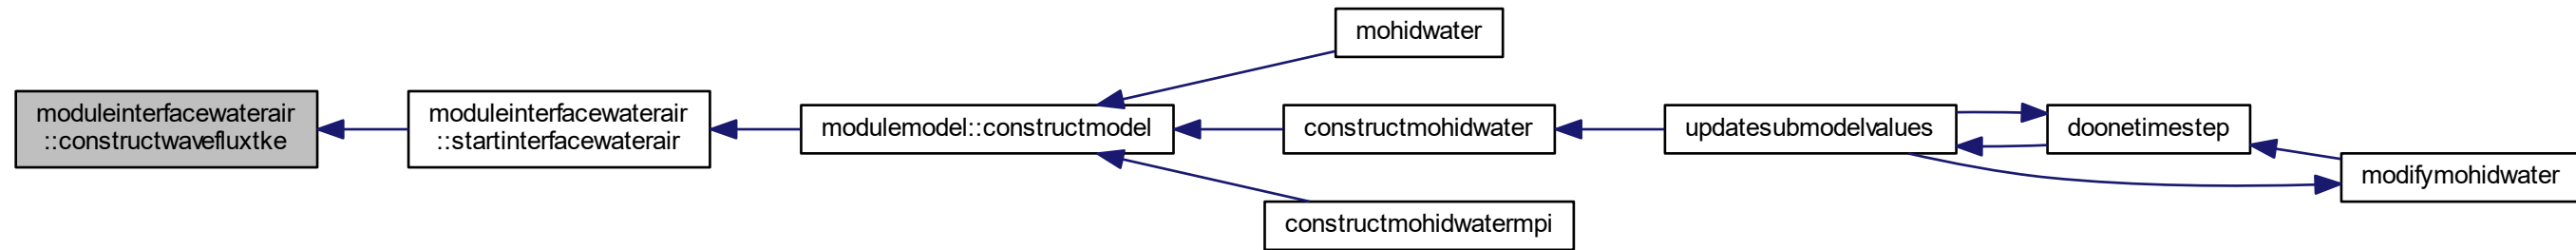 moduleinterfacewaterair
::constructwavefluxtke
moduleinterfacewaterair
::startinterfacewaterair
modulemodel::constructmodel
mohidwater
constructmohidwater
constructmohidwatermpi
updatesubmodelvalues
doonetimestep
modifymohidwater